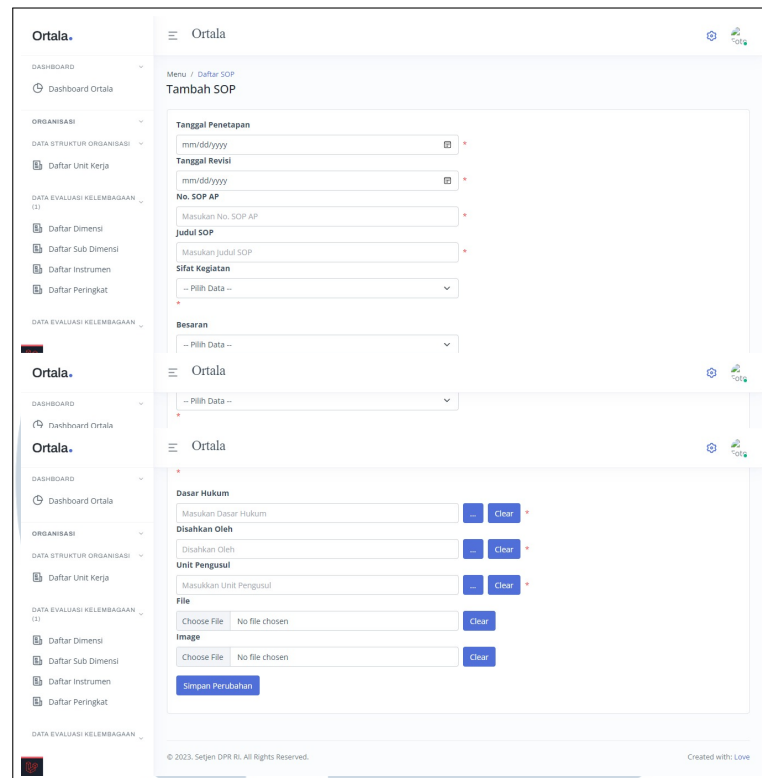 Ortala.
Ortala
DASHBOARD
Dashboard Ortala
ORGANISASI
DATA STRUKTUR ORGANISASI
Daftar Unit Kerja
DATA EVALUASI KELEMBAGAAN
(1)
Daftar Dimensi
Daftar Sub Dimensi
Daftar Instrumen
Daftar Peringkat
DATA EVALUASI KELEMBAGAAN
Menu / Daftar SOP
Tambah SOP
Tanggal Penetapan
mm/dd/yyyy *
Tanggal Revisi
mm/dd/yyyy *
No. SOP AP
Masukan No. SOP AP *
Judul SOP
Masukan Judul SOP *
Sifat Kegiatan
-- Pilih Data --
*
Besaran
-- Pilih Data --
Ortala.
Ortala
Foto
DASHBOARD
Dashboard Ortala
-- Pilih Data --
*
Ortala.
Ortala
DASHBOARD
Dashboard Ortala
ORGANISASI
DATA STRUKTUR ORGANISASI
Daftar Unit Kerja
DATA EVALUASI KELEMBAGAAN
(1)
Daftar Dimensi
Daftar Sub Dimensi
Daftar Instrumen
Daftar Peringkat
DATA EVALUASI KELEMBAGAAN
*
Dasar Hukum
Masukan Dasar Hukum ... Clear *
Disahkan Oleh
Disahkan Oleh ... Clear *
Unit Pengusul
Masukkan Unit Pengusul ... Clear *
File
Choose File No file chosen Clear
Image
Choose File No file chosen Clear
Simpan Perubahan
© 2023, Setjen DPR RI. All Rights Reserved.
Created with: Love